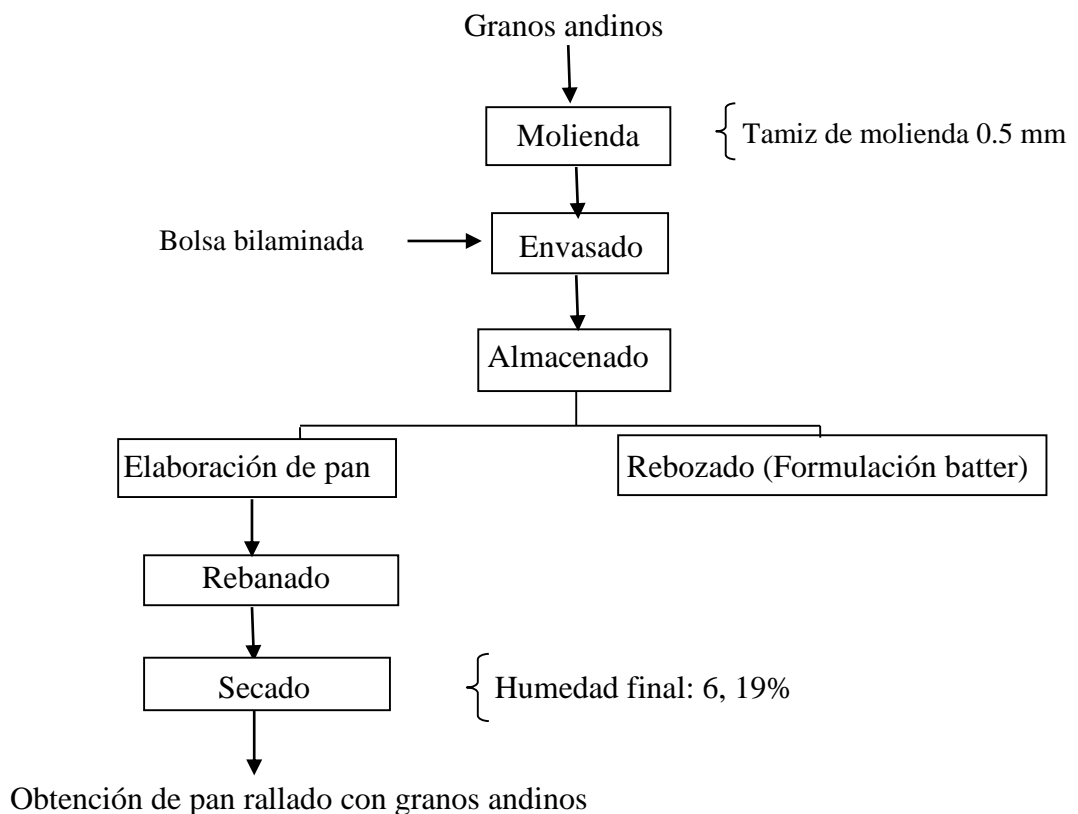 Granos andinos
Molienda
Tamiz de molienda 0.5 mm
Bolsa bilaminada
Envasado
Almacenado
Elaboración de pan
Rebozado (Formulación batter)
Rebanado
Secado
Humedad final: 6, 19%
Obtención de pan rallado con granos andinos